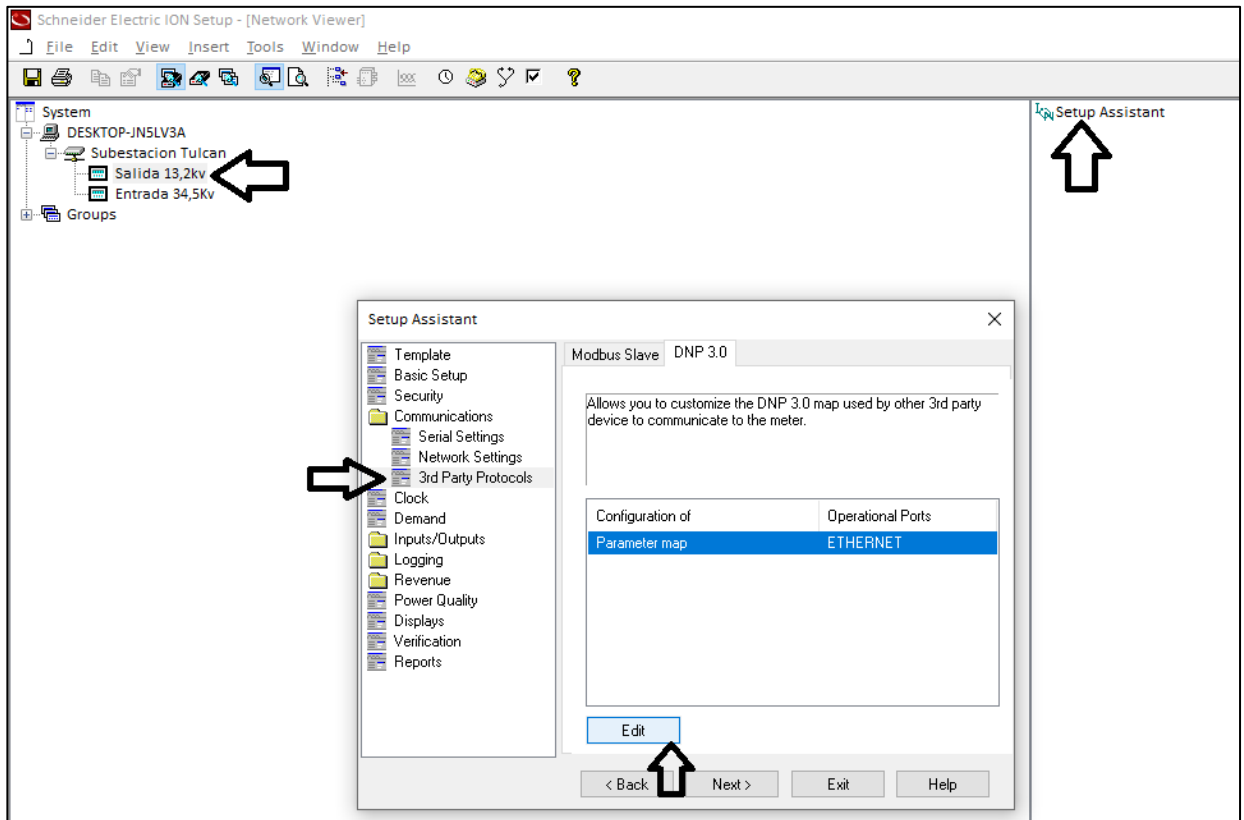 Schneider Electric ION Setup - [Network Viewer]
File Edit View Insert Tools Window Help
System
DESKTOP-JN5LV3A
Subestacion Tulcan
Salida 13,2kv
Entrada 34,5Kv
Groups
Setup Assistant
Setup Assistant
Template
Basic Setup
Security
Communications
Serial Settings
Network Settings
3rd Party Protocols
Clock
Demand
Inputs/Outputs
Logging
Revenue
Power Quality
Displays
Verification
Reports
Modbus Slave DNP 3.0
Allows you to customize the DNP 3.0 map used by other 3rd party
device to communicate to the meter.
Configuration of Operational Ports
Parameter map ETHERNET
Edit
< Back Next > Exit Help